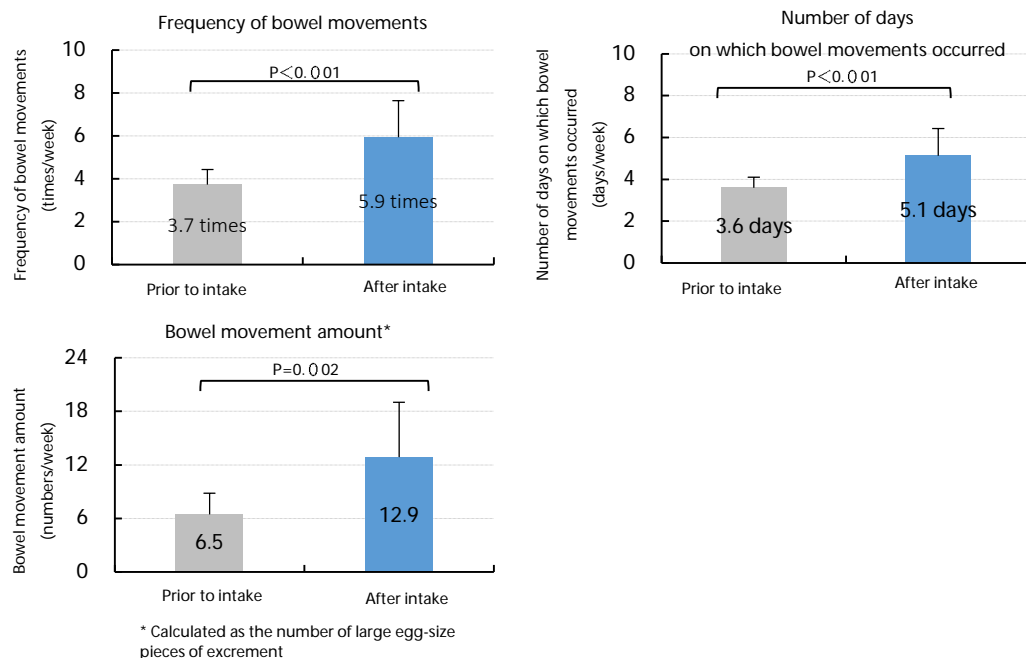 Frequency of bowel movements
Frequency of bowel movements
(times/week)
10
8
6
4
2
0
P<0.001
3.7 times
5.9 times
Prior to intake
After intake
Number of days
on which bowel movements occurred
Number of days on which bowel
movements occurred
(days/week)
10
8
6
4
2
0
P<0.001
3.6 days
5.1 days
Prior to intake
After intake
Bowel movement amount*
Bowel movement amount
(numbers/week)
24
18
12
6
0
P=0.002
6.5
12.9
Prior to intake
After intake
* Calculated as the number of large egg-size
pieces of excrement